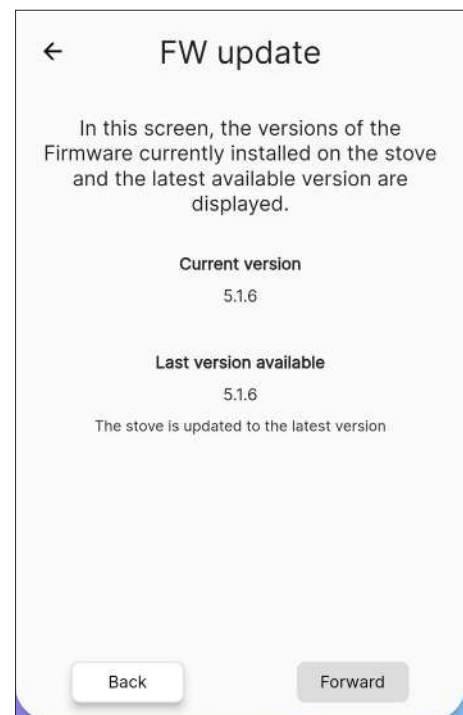 FW update
In this screen, the versions of the
Firmware currently installed on the stove
and the latest available version are
displayed.
Current version
5.1.6
Last version available
5.1.6
The stove is updated to the latest version
Back
Forward